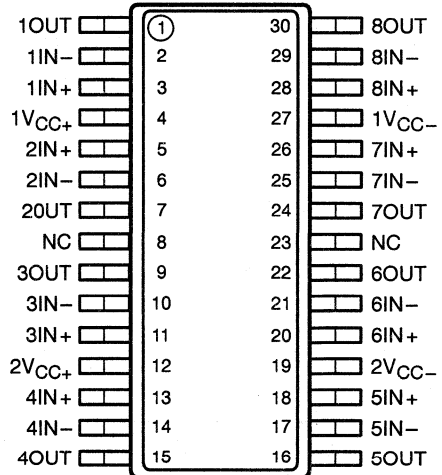 1OUT 1 30 8OUT
1IN− 2 29 8IN−
1IN+ 3 28 8IN+
1VCC+ 4 27 1VCC−
2IN+ 5 26 7IN+
2IN− 6 25 7IN−
2OUT 7 24 7OUT
NC 8 23 NC
3OUT 9 22 6OUT
3IN− 10 21 6IN−
3IN+ 11 20 6IN+
2VCC+ 12 19 2VCC−
4IN+ 13 18 5IN+
4IN− 14 17 5IN−
4OUT 15 16 5OUT